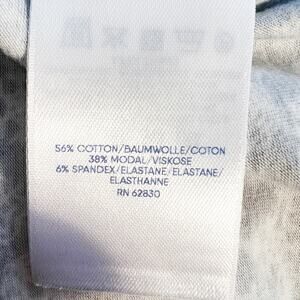 56% COTTON/BAUMWOLLE/COTON
38% MODAL/VISKOSE
6% SPANDEX/ELASTANE/ELASTANE/
ELASTHANNE
RN 62830